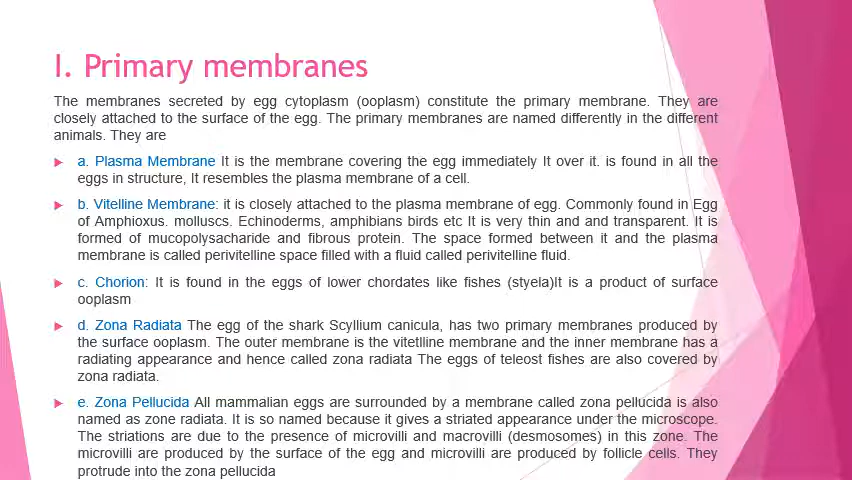 I. Primary membranes
The membranes secreted by egg cytoplasm (ooplasm) constitute the primary membrane. They are
closely attached to the surface of the egg. The primary membranes are named differently in the different
animals. They are
a. Plasma Membrane It is the membrane covering the egg immediately It over it. is found in all the
eggs in structure, It resembles the plasma membrane of a cell.
b. Vitelline Membrane: it is closely attached to the plasma membrane of egg. Commonly found in Egg
of Amphioxus. molluscs. Echinoderms, amphibians birds etc It is very thin and and transparent. It is
formed of mucopolysacharide and fibrous protein. The space formed between it and the plasma
membrane is called perivitelline space filled with a fluid called perivitelline fluid.
c. Chorion: It is found in the eggs of lower chordates like fishes (styela)It is a product of surface
ooplasm
d. Zona Radiata The egg of the shark Scyllium canicula, has two primary membranes produced by
the surface ooplasm. The outer membrane is the vitetlline membrane and the inner membrane has a
radiating appearance and hence called zona radiata The eggs of teleost fishes are also covered by
zona radiata.
e. Zona Pellucida All mammalian eggs are surrounded by a membrane called zona pellucida is also
named as zone radiata. It is so named because it gives a striated appearance under the microscope.
The striations are due to the presence of microvilli and macrovilli (desmosomes) in this zone. The
microvilli are produced by the surface of the egg and microvilli are produced by follicle cells. They
protrude into the zona pellucida